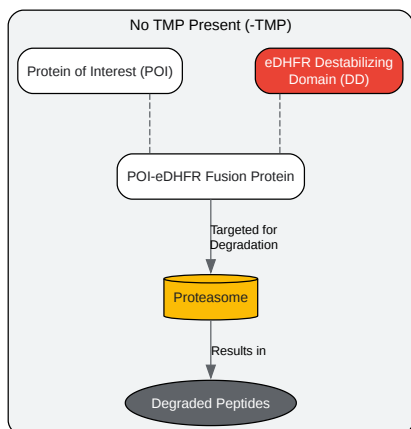 No TMP Present (-TMP)
Protein of Interest (POI)
eDHFR Destabilizing
Domain (DD)
POI-eDHFR Fusion Protein
Targeted for
Degradation
Proteasome
Results in
Degraded Peptides